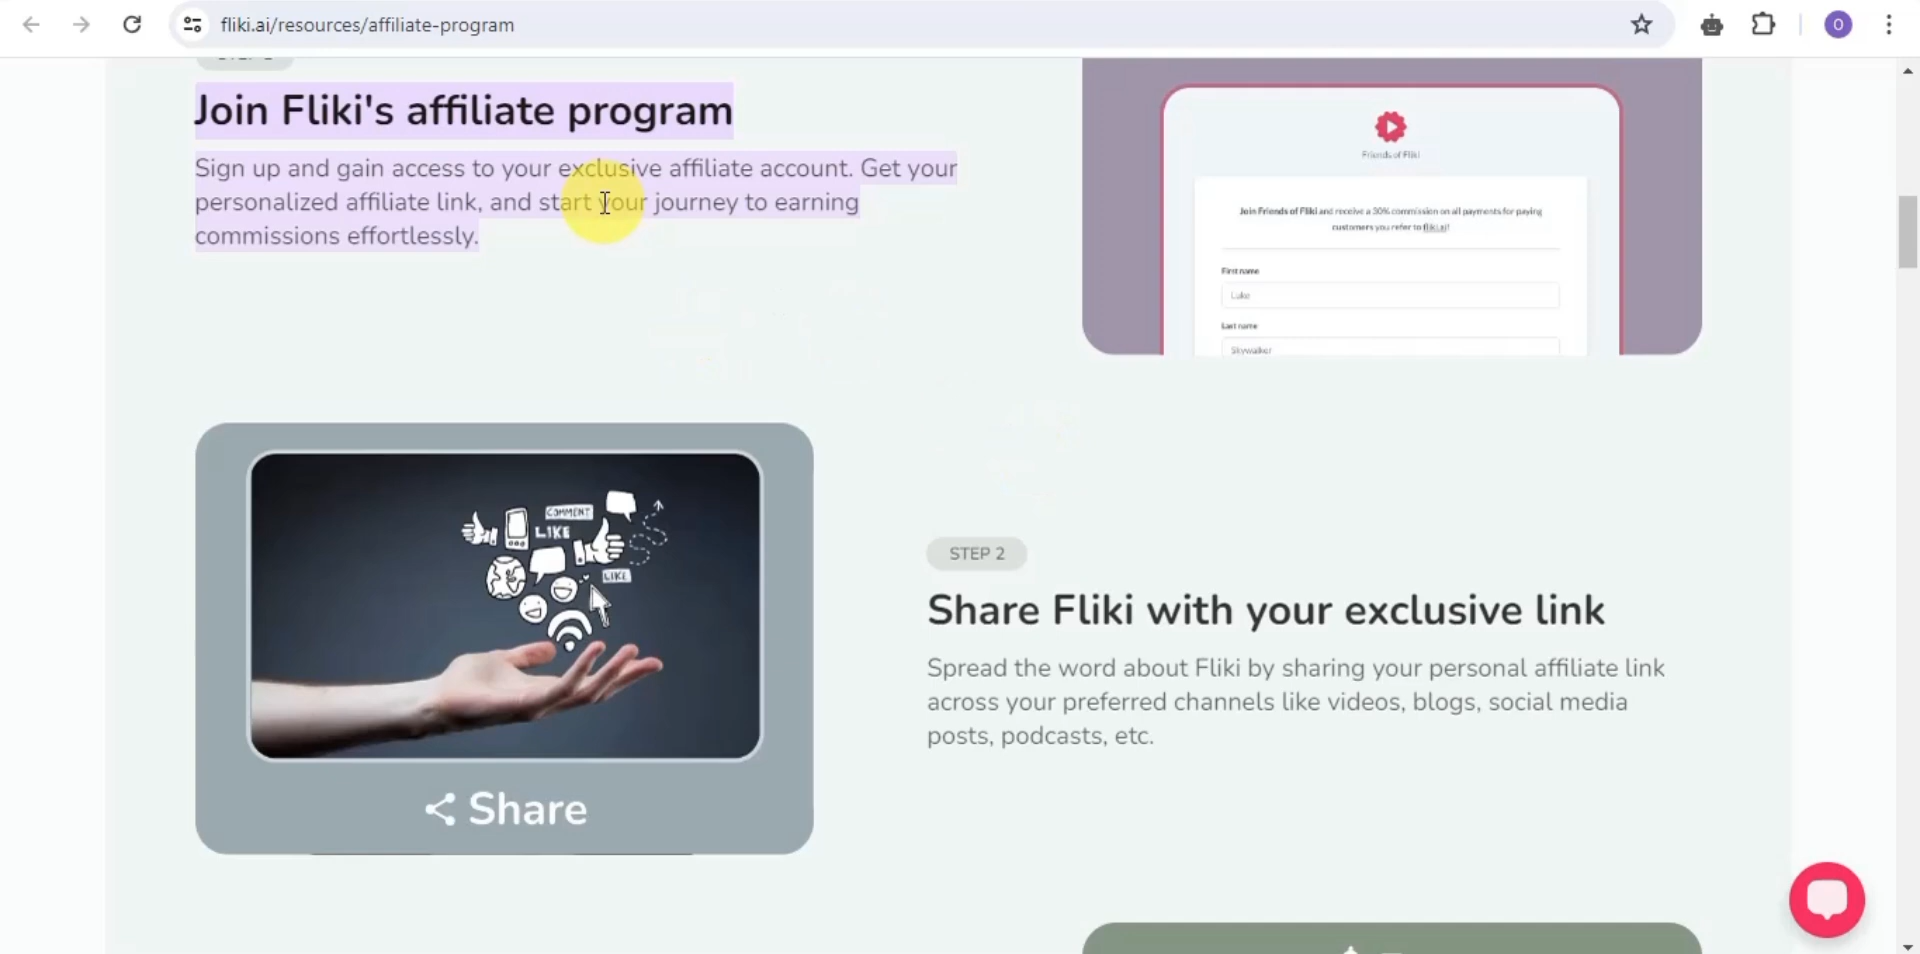 fliki.ai/resources/affiliate-program
O
Join Fliki's affiliate program
Sign up and gain access to your exclusive affiliate account. Get your
personalized affiliate link, and start your journey to earning
commissions effortlessly.
Friends of Fliki
Join Friends of Fliki and receive a 30% commission on all payments for paying
customers you refer to fliki.ai!
First name
Luke
Last name
Skywalker
COMMENT
LIKE
LIKE
Share
STEP 2
Share Fliki with your exclusive link
Spread the word about Fliki by sharing your personal affiliate link
across your preferred channels like videos, blogs, social media
posts, podcasts, etc.